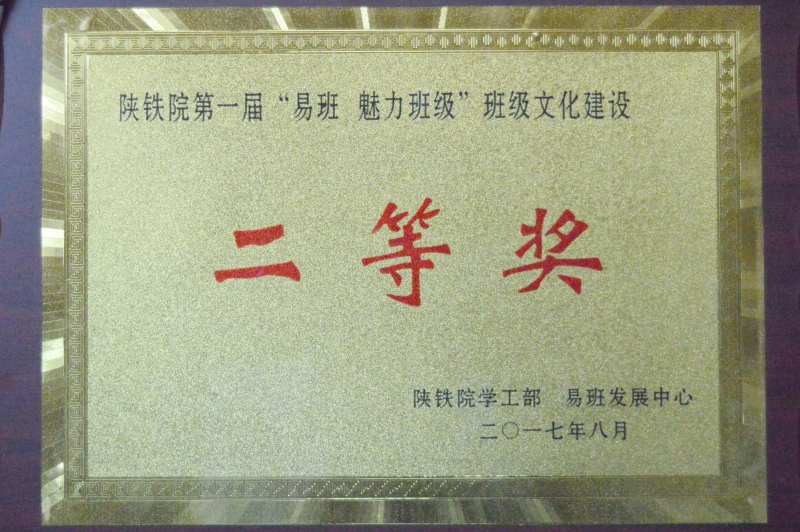 陕铁院第一届“易班 魅力班级”班级文化建设
二等奖
陕铁院学工部 易班发展中心
二〇一七年八月